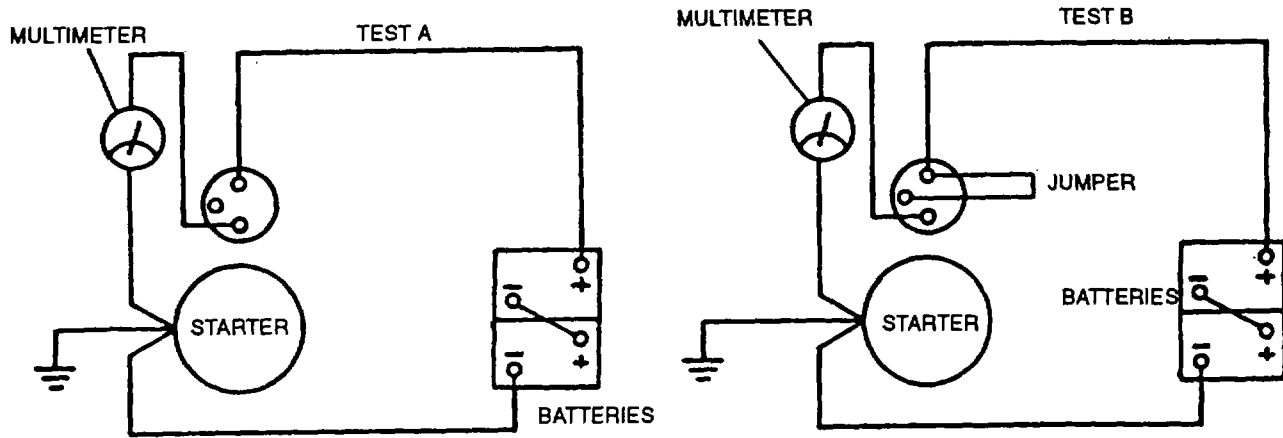 MULTIMETER
TEST A
STARTER
BATTERIES
MULTIMETER
TEST B
JUMPER
BATTERIES
STARTER